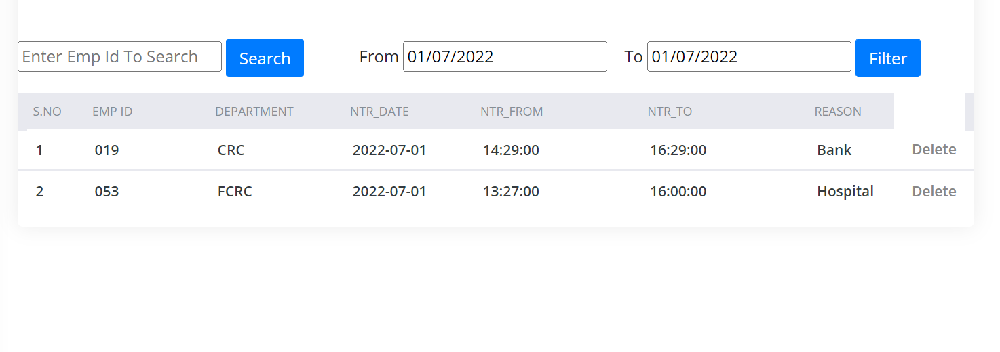 Enter Emp Id To Search Search From 01/07/2022 To 01/07/2022 Filter
S.NO EMP ID DEPARTMENT NTR_DATE NTR_FROM NTR_TO REASON
1 019 CRC 2022-07-01 14:29:00 16:29:00 Bank Delete
2 053 FCRC 2022-07-01 13:27:00 16:00:00 Hospital Delete